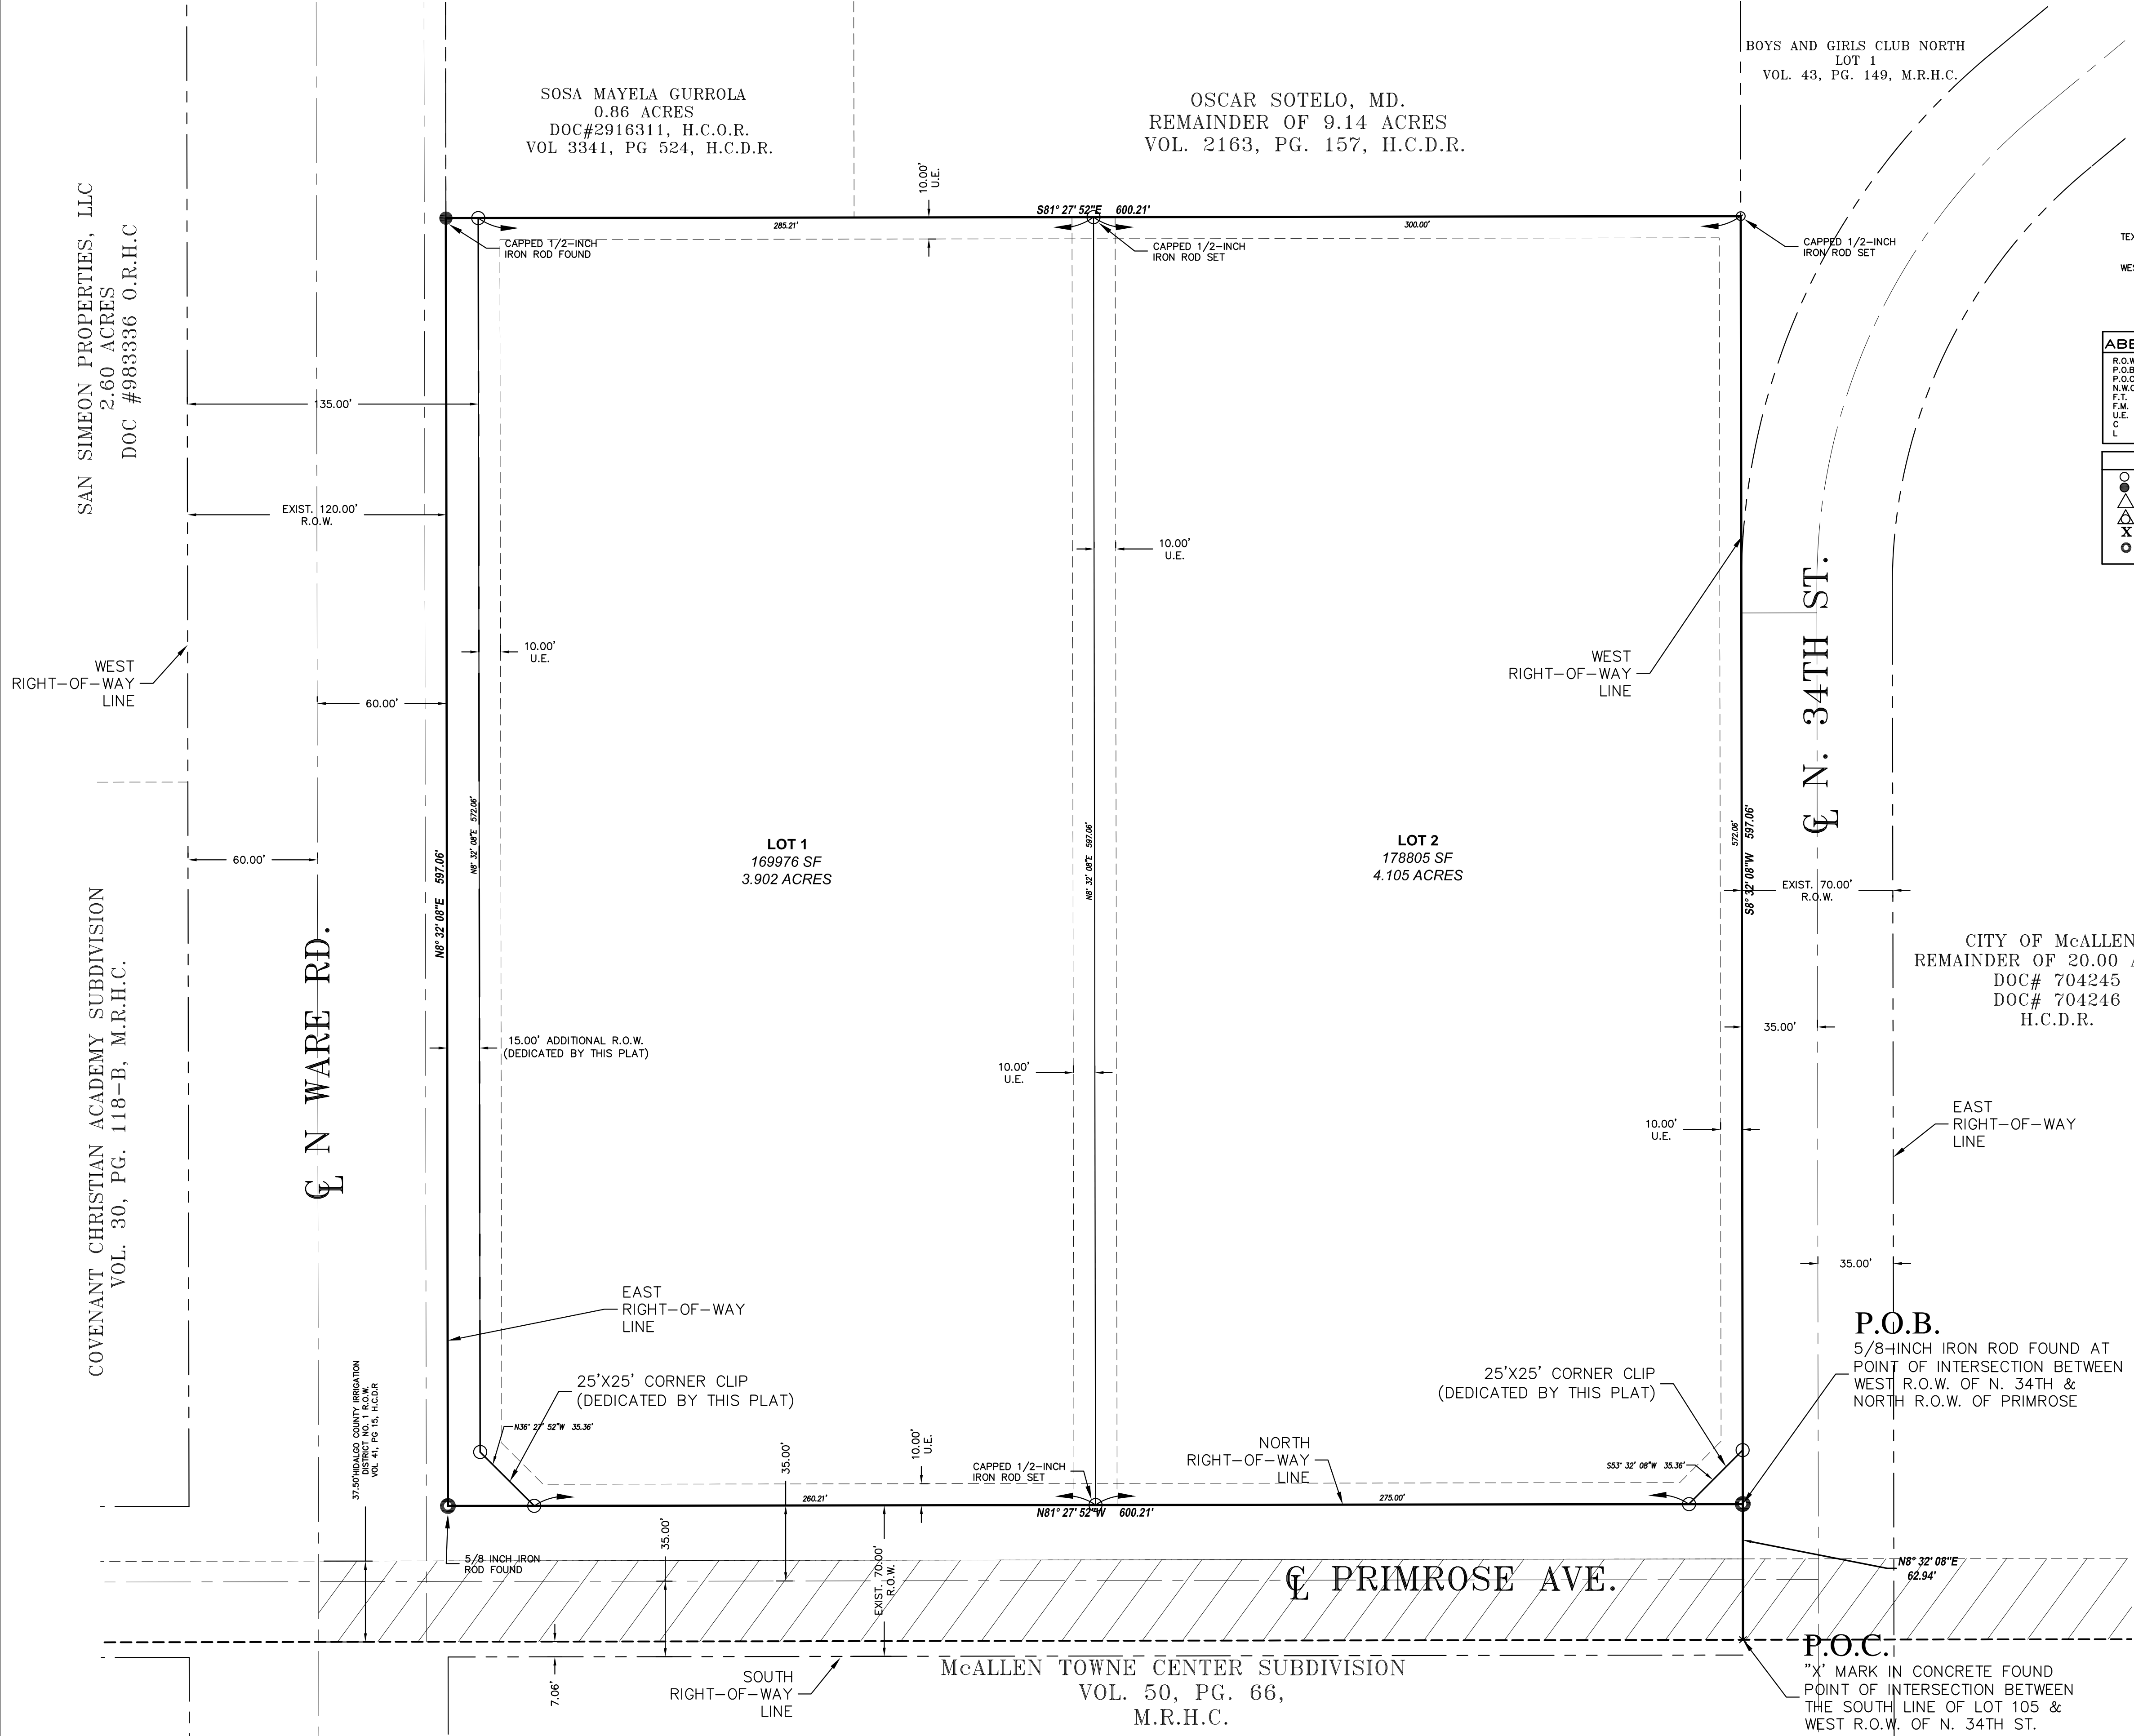 BOYS AND GIRLS CLUB NORTH
LOT 1
VOL. 43, PG. 149, M.R.H.C.
SOSA MAYELA GURROLA
0.86 ACRES
DOC#2916311, H.C.O.R.
VOL 3341, PG 524, H.C.D.R.
OSCAR SOTELO, MD.
REMAINDER OF 9.14 ACRES
VOL. 2163, PG. 157, H.C.D.R.
10.00'
U.E.
S81° 27' 52"E 600.21'
285.21'
300.00'
CAPPED 1/2-INCH
IRON ROD FOUND
CAPPED 1/2-INCH
IRON ROD SET
CAPPED 1/2-INCH
IRON ROD SET
TEX
WES
SAN SIMEON PROPERTIES, LLC
2.60 ACRES
DOC #983336 O.R.H.C
ABB
R.O.W
P.O.B
P.O.C
N.W.C
F.T.
F.M.
U.E.
C
L
X
135.00'
EXIST. 120.00'
R.O.W.
10.00'
U.E.
10.00'
U.E.
WEST
RIGHT-OF-WAY
LINE
60.00'
WEST
RIGHT-OF-WAY
LINE
℄ N. 34TH ST.
60.00'
N8° 32' 08"E 597.06'
N8° 32' 08"E 572.06'
LOT 1
169976 SF
3.902 ACRES
N8° 32' 08"E 597.06'
LOT 2
178805 SF
4.105 ACRES
572.06'
S8° 32' 08"W 597.06'
EXIST. 70.00'
R.O.W.
COVENANT CHRISTIAN ACADEMY SUBDIVISION
VOL. 30, PG. 118-B, M.R.H.C.
℄ N WARE RD.
CITY OF McALLEN
REMAINDER OF 20.00 A
DOC# 704245
DOC# 704246
H.C.D.R.
35.00'
15.00' ADDITIONAL R.O.W.
(DEDICATED BY THIS PLAT)
10.00'
U.E.
10.00'
U.E.
EAST
RIGHT-OF-WAY
LINE
35.00'
EAST
RIGHT-OF-WAY
LINE
P.O.B.
5/8-INCH IRON ROD FOUND AT
POINT OF INTERSECTION BETWEEN
WEST R.O.W. OF N. 34TH &
NORTH R.O.W. OF PRIMROSE
25'X25' CORNER CLIP
(DEDICATED BY THIS PLAT)
25'X25' CORNER CLIP
(DEDICATED BY THIS PLAT)
37.50'HIDALGO COUNTY IRRIGATION
DISTRICT NO. 1 R.O.W.
VOL 41, PG 15, H.C.D.R
N36° 27' 52"W 35.36'
S53° 32' 08"W 35.36'
35.00'
10.00'
U.E.
CAPPED 1/2-INCH
IRON ROD SET
NORTH
RIGHT-OF-WAY
LINE
260.21'
275.00'
N81° 27' 52"W 600.21'
5/8 INCH IRON
ROD FOUND
35.00'
EXIST. 70.00'
R.O.W.
℄ PRIMROSE AVE.
N8° 32' 08"E
62.94'
P.O.C.
"X' MARK IN CONCRETE FOUND
POINT OF INTERSECTION BETWEEN
THE SOUTH LINE OF LOT 105 &
WEST R.O.W. OF N. 34TH ST.
7.06'
SOUTH
RIGHT-OF-WAY
LINE
McALLEN TOWNE CENTER SUBDIVISION
VOL. 50, PG. 66,
M.R.H.C.